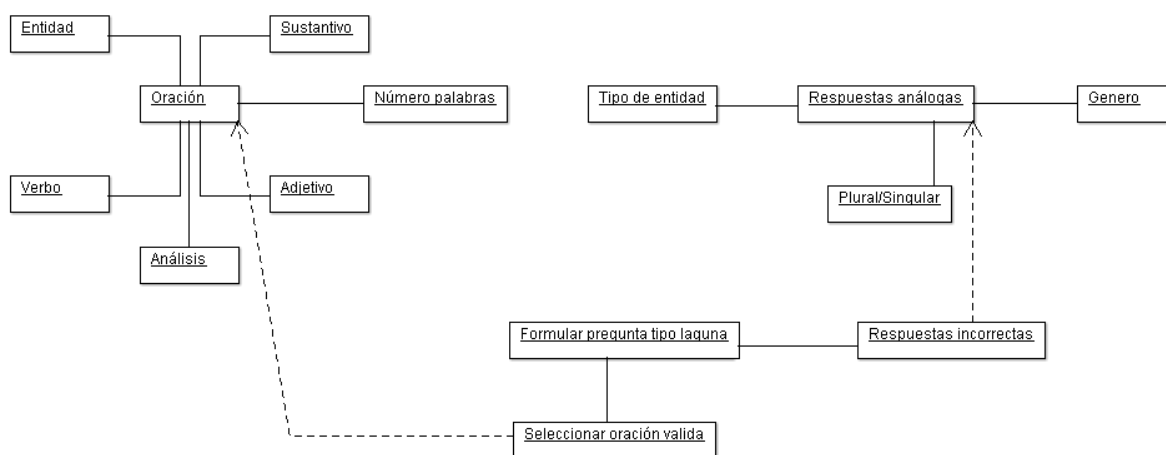 Entidad
Sustantivo
Oración
Número palabras
Tipo de entidad
Respuestas análogas
Genero
Verbo
Adjetivo
Plural/Singular
Análisis
Formular pregunta tipo laguna
Respuestas incorrectas
Seleccionar oración valida